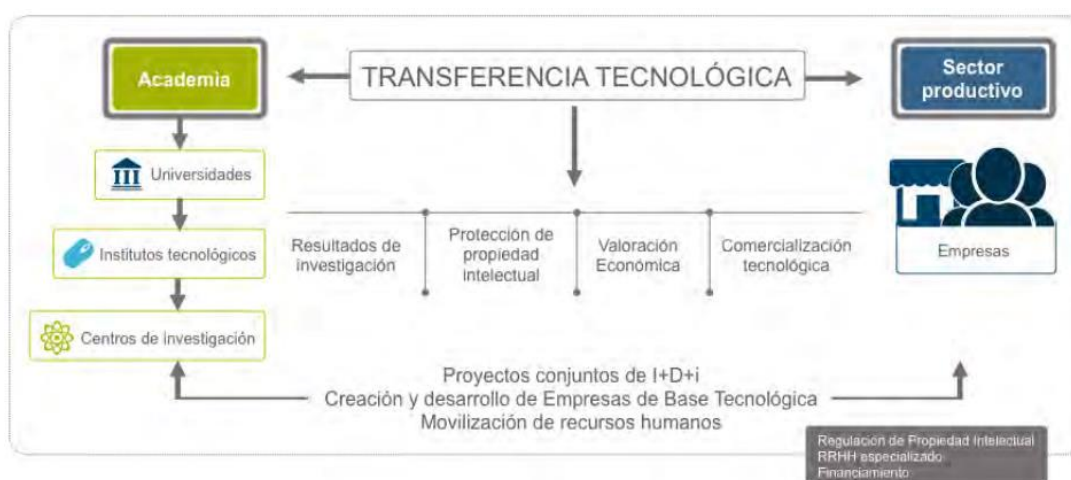 Academia
TRANSFERENCIA TECNOLÓGICA
Sector
productivo
Universidades
Institutos tecnológicos
Centros de investigación
Resultados de
investigación
Protección de
propiedad
intelectual
Valoración
Económica
Comercialización
tecnológica
Empresas
Proyectos conjuntos de I+D+i
Creación y desarrollo de Empresas de Base Tecnológica
Movilización de recursos humanos
Regulación de Propiedad Intelectual
RRHH especializado
Financiamiento